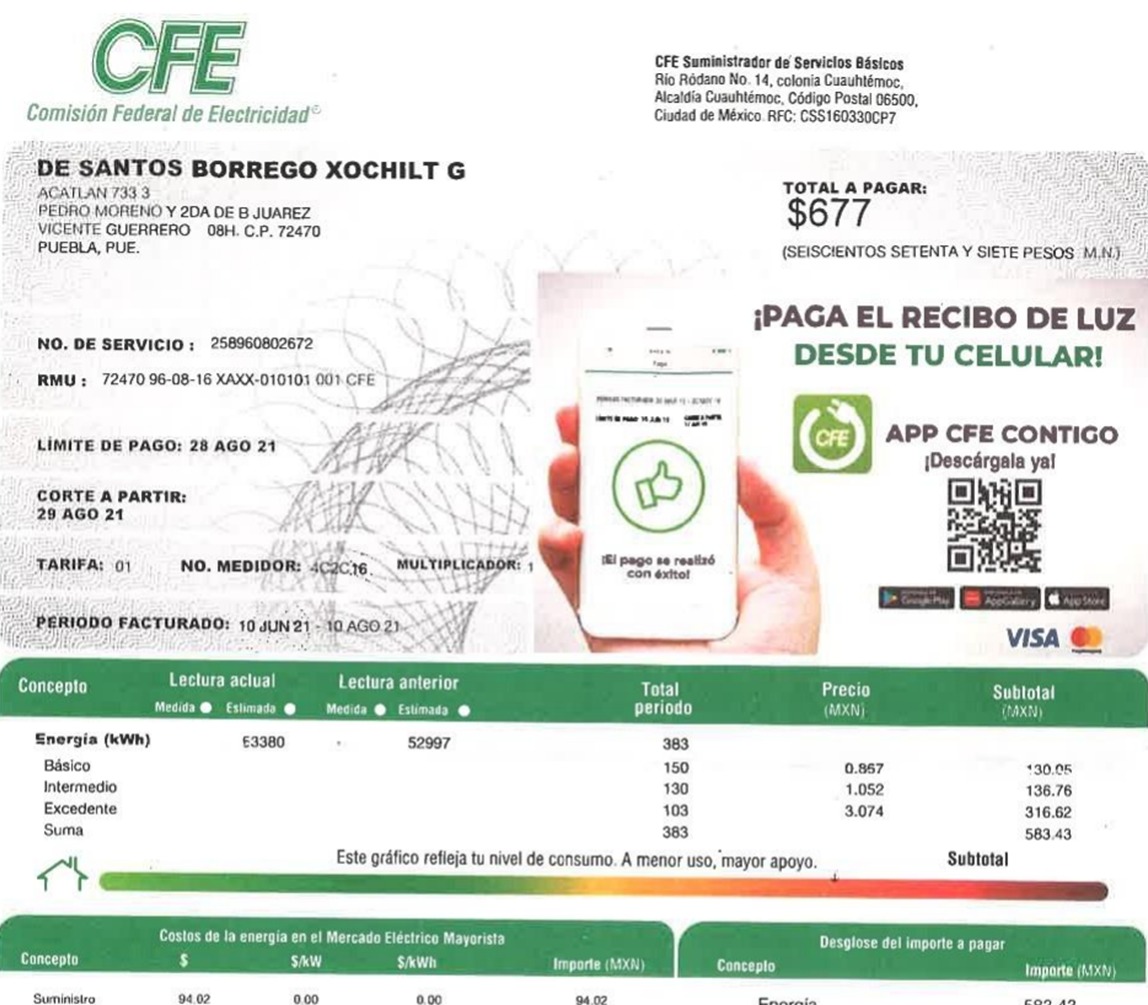 CFE
Comisión Federal de Electricidad©
CFE Suministrador de Servicios Básicos
Río Ródano No. 14, colonia Cuauhtémoc,
Alcaldía Cuauhtémoc, Código Postal 06500,
Ciudad de México. RFC: CSS160330CP7
DE SANTOS BORREGO XOCHILT G
ACATLAN 733 3
PEDRO MORENO Y 2DA DE B JUAREZ
VICENTE GUERRERO 08H. C.P. 72470
PUEBLA, PUE.
TOTAL A PAGAR:
$677
(SEISCIENTOS SETENTA Y SIETE PESOS M.N.)
NO. DE SERVICIO : 258960802672
RMU : 72470 96-08-16 XAXX-010101 001 CFE
LÍMITE DE PAGO: 28 AGO 21
CORTE A PARTIR:
29 AGO 21
TARIFA: 01 NO. MEDIDOR: 4C2C16 MULTIPLICADOR: 1
PERIODO FACTURADO: 10 JUN 21 - 10 AGO 21
¡PAGA EL RECIBO DE LUZ
DESDE TU CELULAR!
CFE
APP CFE CONTIGO
¡Descárgala ya!
¡El pago se realizó
con éxito!
Google Play AppGallery App Store
VISA
Concepto Lectura actual Lectura anterior Total periodo Precio (MXN) Subtotal (MXN)
Medida Estimada Medida Estimada
Energía (kWh) 53380 52997 383
Básico 150 0.867 130.05
Intermedio 130 1.052 136.76
Excedente 103 3.074 316.62
Suma 383 583.43
Este gráfico refleja tu nivel de consumo. A menor uso, mayor apoyo. Subtotal
Costos de la energía en el Mercado Eléctrico Mayorista
Concepto $ $/kW $/kWh Importe (MXN)
Suministro 94.02 0.00 0.00 94.02
Desglose del importe a pagar
Concepto Importe (MXN)
Energía 583.43